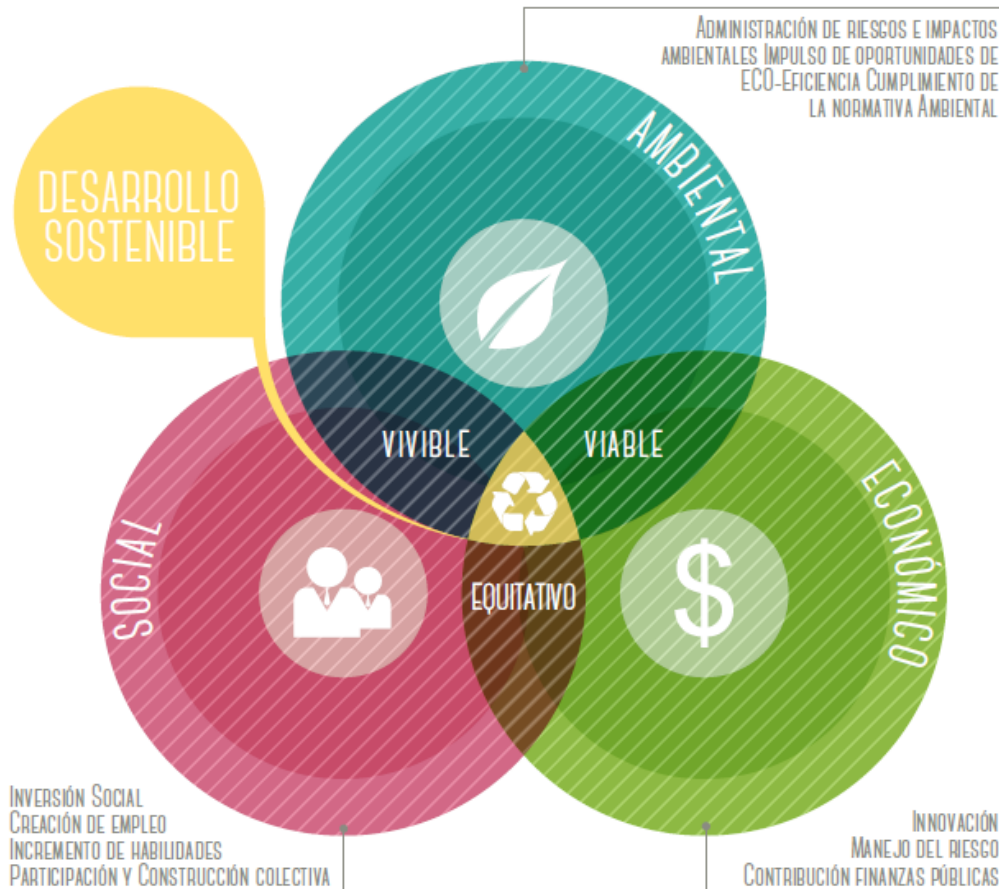 ADMINISTRACIÓN DE RIESGOS E IMPACTOS
AMBIENTALES IMPULSO DE OPORTUNIDADES DE
ECO-EFICIENCIA CUMPLIMIENTO DE
LA NORMATIVA AMBIENTAL
DESARROLLO
SOSTENIBLE
AMBIENTAL
VIVIBLE
VIABLE
SOCIAL
ECONÓMICO
$
EQUITATIVO
INVERSIÓN SOCIAL
CREACIÓN DE EMPLEO
INCREMENTO DE HABILIDADES
PARTICIPACIÓN Y CONSTRUCCIÓN COLECTIVA
INNOVACIÓN
MANEJO DEL RIESGO
CONTRIBUCIÓN FINANZAS PÚBLICAS